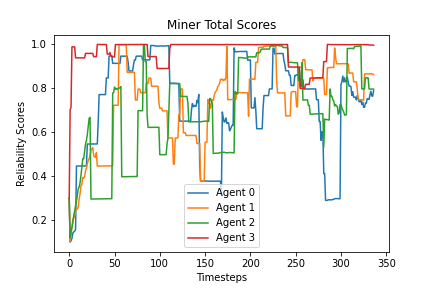 Miner Total Scores
Reliability Scores
1.0
0.8
0.6
0.4
0.2
Agent 0
Agent 1
Agent 2
Agent 3
0 50 100 150 200 250 300 350
Timesteps